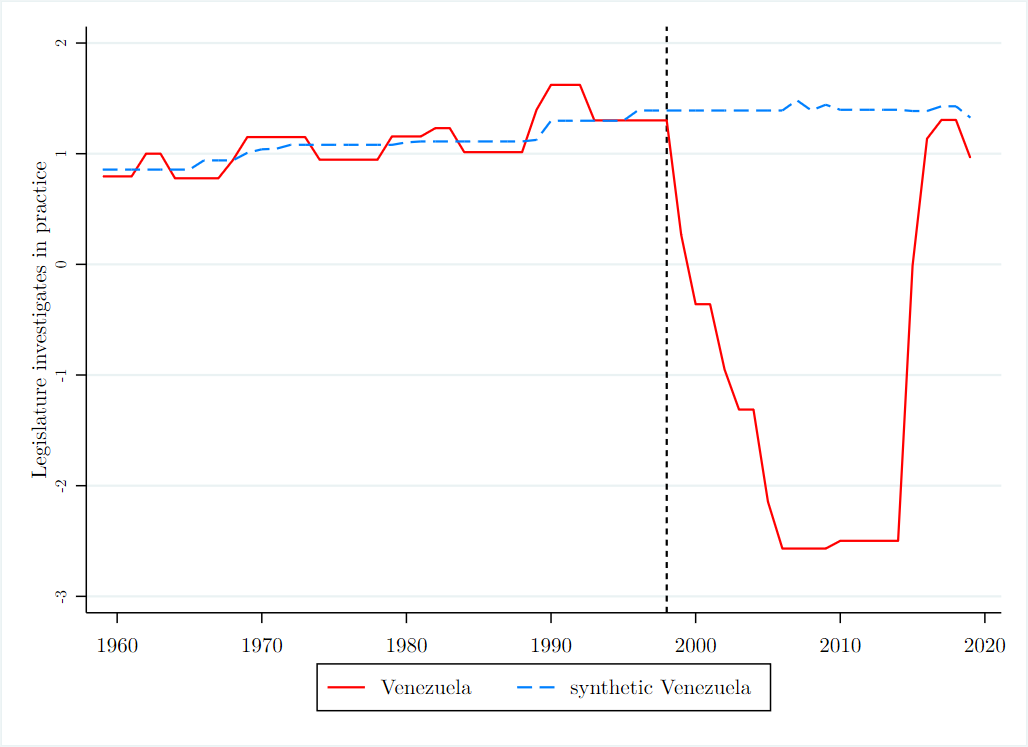 Legislature investigates in practice
2
1
0
-1
-2
-3
1960 1970 1980 1990 2000 2010 2020
Venezuela synthetic Venezuela